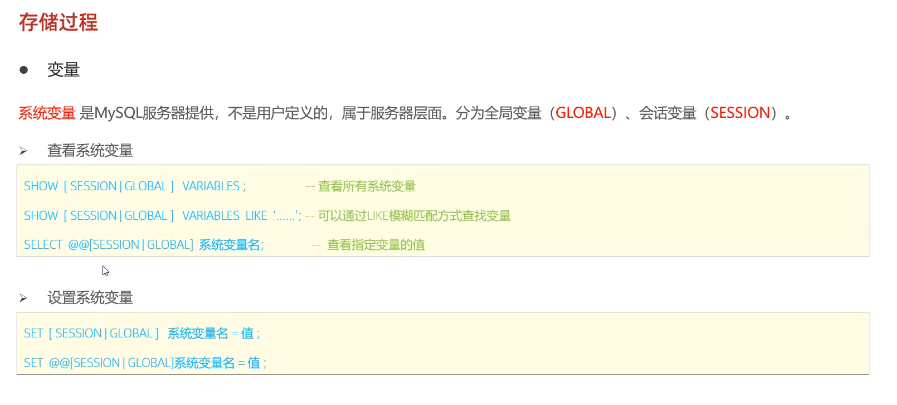 存储过程
● 变量
系统变量 是MySQL服务器提供，不是用户定义的，属于服务器层面。分为全局变量（GLOBAL）、会话变量（SESSION）。
➢ 查看系统变量
SHOW [ SESSION | GLOBAL ] VARIABLES ; -- 查看所有系统变量
SHOW [ SESSION | GLOBAL ] VARIABLES LIKE '......'; -- 可以通过LIKE模糊匹配方式查找变量
SELECT @@[SESSION | GLOBAL] 系统变量名; -- 查看指定变量的值
➢ 设置系统变量
SET [ SESSION | GLOBAL ] 系统变量名 = 值 ;
SET @@[SESSION | GLOBAL]系统变量名 = 值 ;